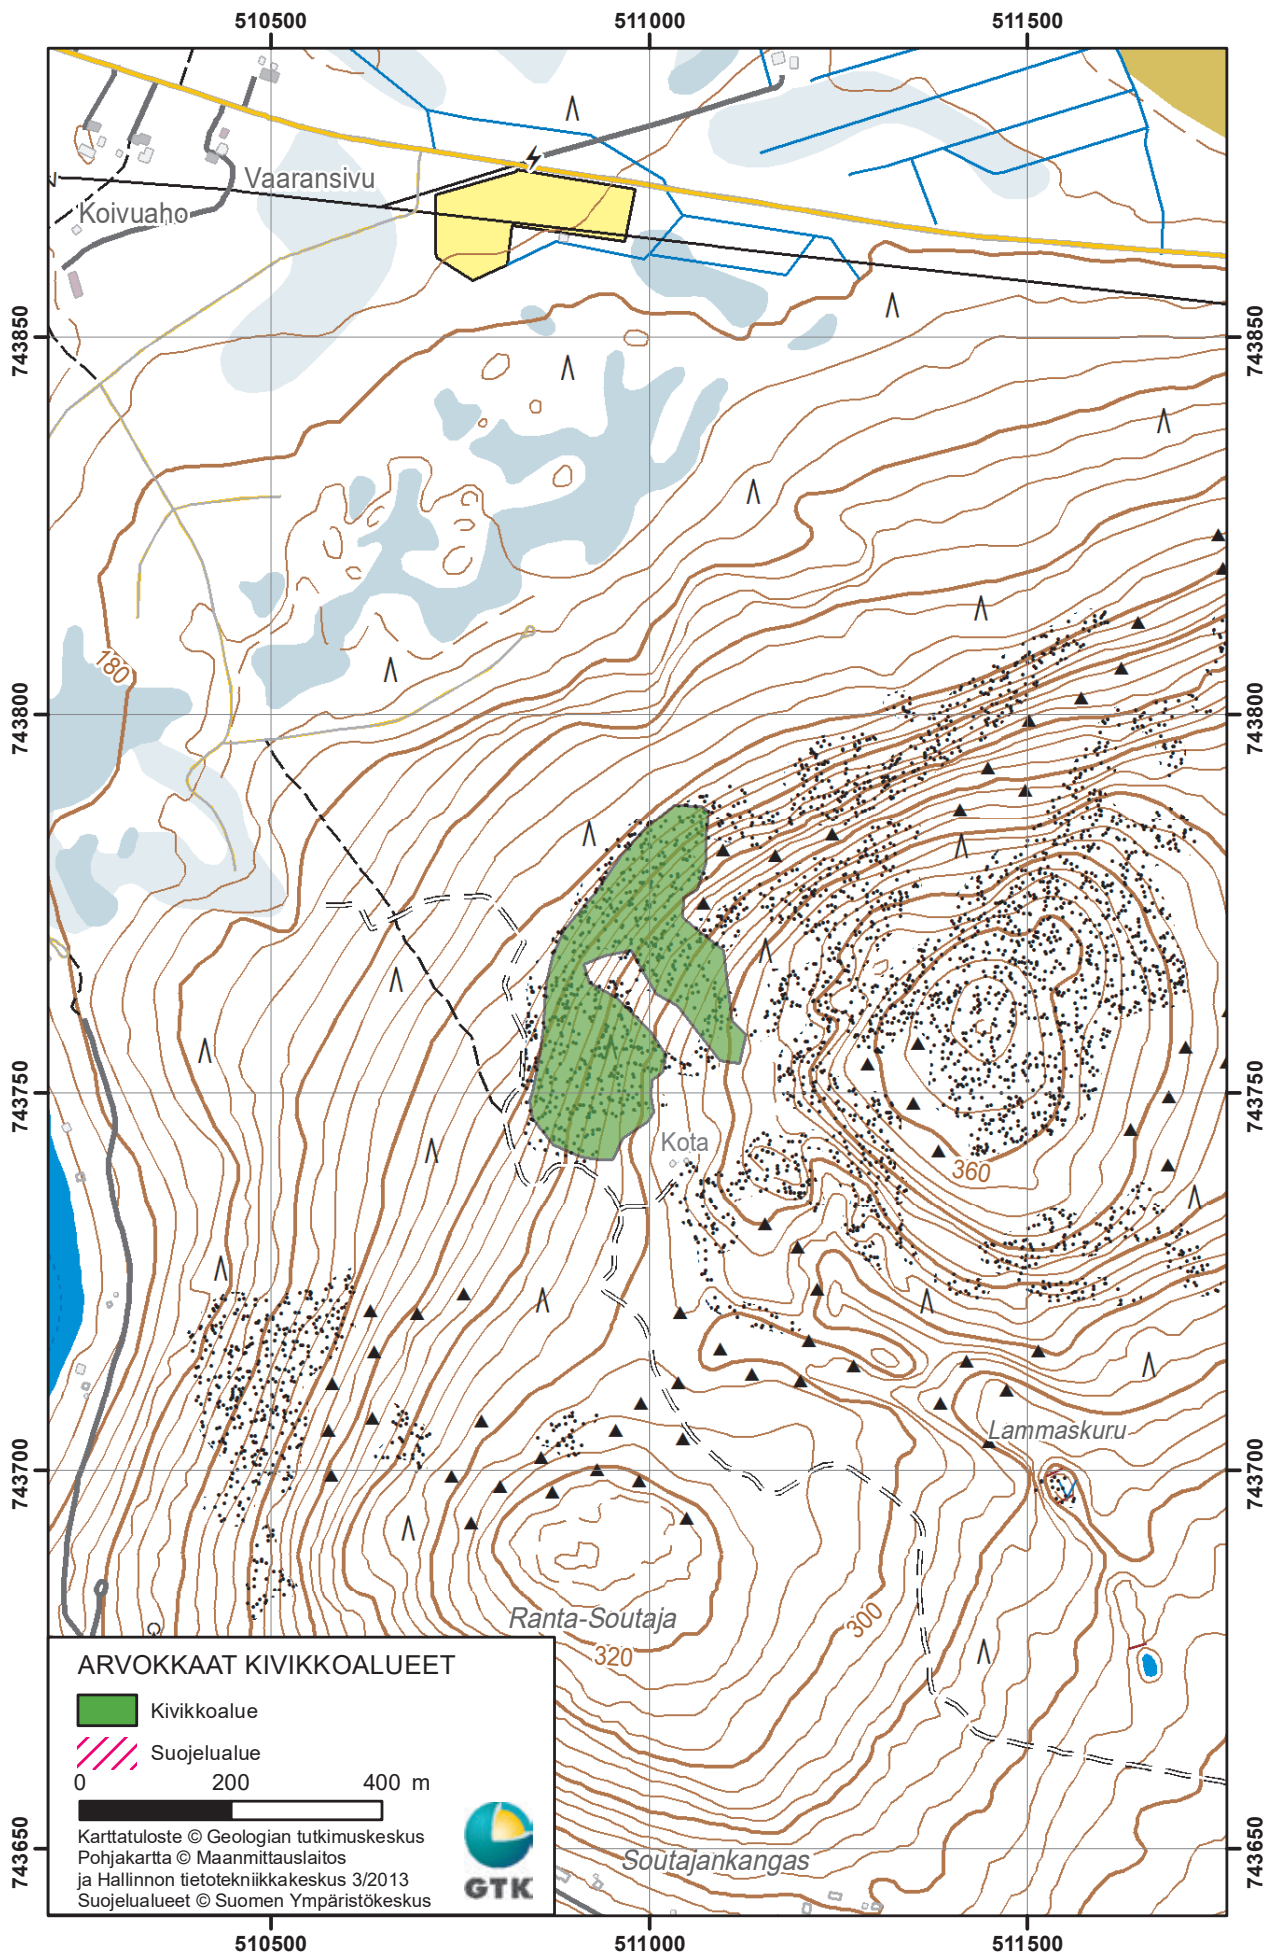 510500 511000 511500
Vaaransivu
Koivuaho
743850 743850
180
743800 743800
743750 743750
Kota
360
Lammaskuru
743700 743700
Ranta-Soutaja
300
320
ARVOKKAAT KIVIKKOALUEET
Kivikkoalue
Suojelualue
0 200 400 m
Karttatuloste © Geologian tutkimuskeskus
Pohjakartta © Maanmittauslaitos
ja Hallinnon tietotekniikkakeskus 3/2013
Suojelualueet © Suomen Ympäristökeskus
GTK
743650 743650
Soutajankangas
510500 511000 511500